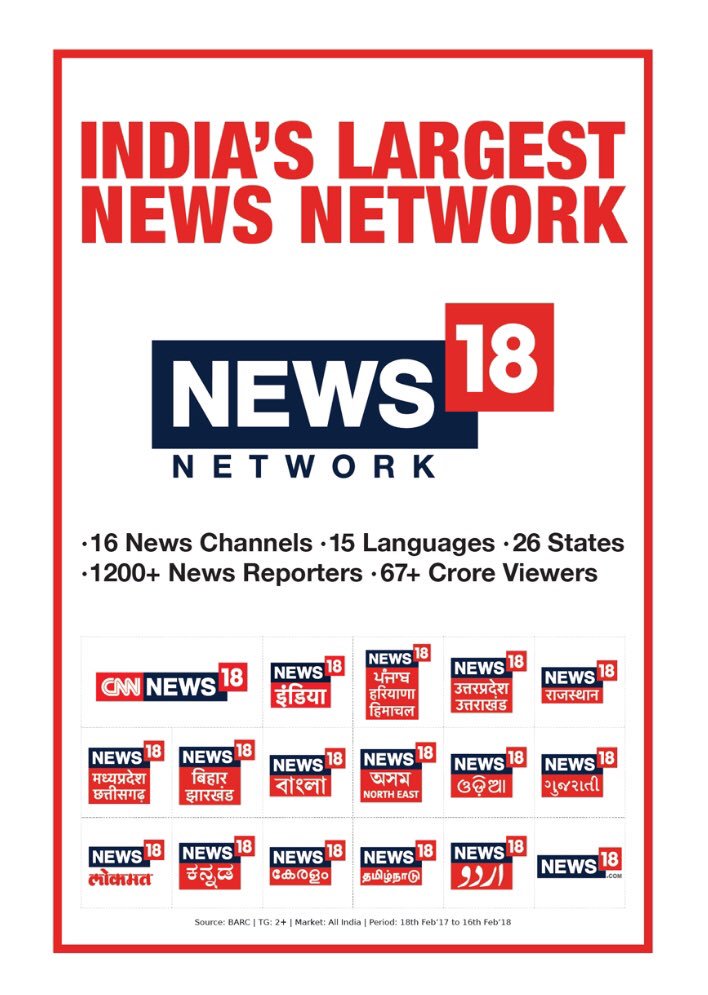 INDIA'S LARGEST
NEWS NETWORK
NEWS 18
NETWORK
·16 News Channels ·15 Languages ·26 States
·1200+ News Reporters ·67+ Crore Viewers
CNN NEWS 18
NEWS 18
इंडिया
NEWS 18
ਪੰਜਾਬ
हरियाणा
हिमाचल
NEWS 18
उत्तरप्रदेश
उत्तराखंड
NEWS 18
राजस्थान
NEWS 18
मध्यप्रदेश
छत्तीसगढ़
NEWS 18
बिहार
झारखंड
NEWS 18
বাংলা
NEWS 18
অসম
NORTH EAST
NEWS 18
ଓଡ଼ିଆ
NEWS 18
ગુજરાતી
NEWS 18
लोकमत
NEWS 18
ಕನ್ನಡ
NEWS 18
കേരളം
NEWS 18
தமிழ்நாடு
NEWS 18
اردو
NEWS 18
.COM
Source: BARC | TG: 2+ | Market: All India | Period: 18th Feb'17 to 16th Feb'18